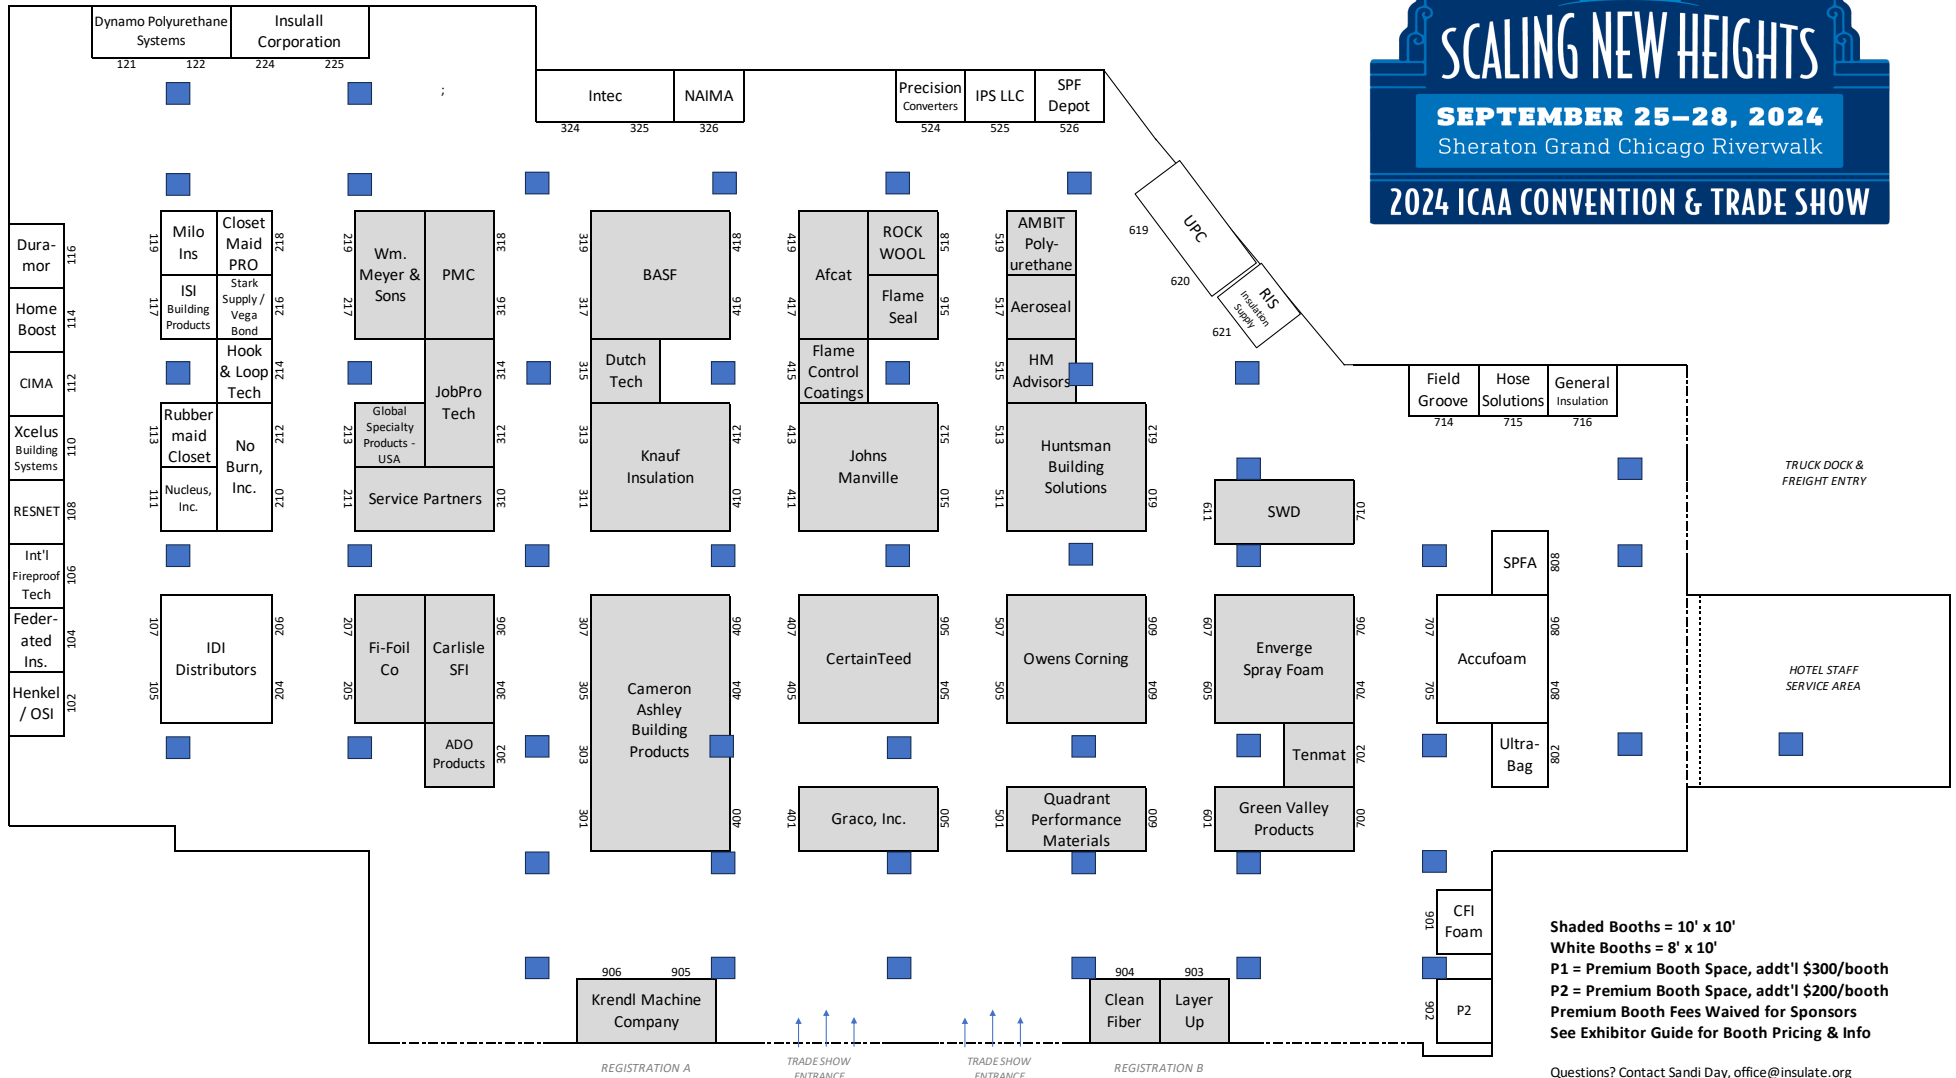 Dynamo Polyurethane
Systems
121
122
Insulall
Corporation
224
225
;
Intec
324
325
NAIMA
326
Precision
Converters
524
IPS LLC
525
SPF
Depot
526
SCALING NEW HEIGHTS
SEPTEMBER 25–28, 2024
Sheraton Grand Chicago Riverwalk
2024 ICAA CONVENTION & TRADE SHOW
UPC
619
620
RIS
Insulation
Supply
621
Field
Groove
714
Hose
Solutions
715
General
Insulation
716
Dura-
mor
116
Home
Boost
114
CIMA
112
Xcelus
Building
Systems
110
RESNET
108
Int'l
Fireproof
Tech
106
Feder-
ated
Ins.
104
Henkel
/ OSI
102
119
Milo
Ins
Closet
Maid
PRO
218
117
ISI
Building
Products
Stark
Supply /
Vega
Bond
216
Hook
& Loop
Tech
214
113
Rubber
maid
Closet
No
Burn,
Inc.
212
111
Nucleus,
Inc.
210
219
217
Wm.
Meyer &
Sons
PMC
318
316
JobPro
Tech
314
312
213
Global
Specialty
Products -
USA
211
Service Partners
310
319
317
BASF
418
416
315
Dutch
Tech
313
311
Knauf
Insulation
412
410
419
417
Afcat
ROCK
WOOL
518
Flame
Seal
516
415
Flame
Control
Coatings
413
411
Johns
Manville
512
510
519
AMBIT
Poly-
urethane
517
Aeroseal
515
HM
Advisors
513
511
Huntsman
Building
Solutions
612
610
611
SWD
710
TRUCK DOCK &
FREIGHT ENTRY
SPFA
808
107
105
IDI
Distributors
206
204
207
205
Fi-Foil
Co
Carlisle
SFI
306
304
ADO
Products
302
307
305
303
301
Cameron
Ashley
Building
Products
406
404
400
407
405
CertainTeed
506
504
507
505
Owens Corning
606
604
607
605
Enverge
Spray Foam
706
704
Tenmat
702
707
705
Accufoam
806
804
Ultra-
Bag
802
HOTEL STAFF
SERVICE AREA
401
Graco, Inc.
500
501
Quadrant
Performance
Materials
600
601
Green Valley
Products
700
901
CFI
Foam
902
P2
906
905
Krendl Machine
Company
904
903
Clean
Fiber
Layer
Up
REGISTRATION A
TRADE SHOW
ENTRANCE
TRADE SHOW
ENTRANCE
REGISTRATION B
Shaded Booths = 10' x 10'
White Booths = 8' x 10'
P1 = Premium Booth Space, addt'l $300/booth
P2 = Premium Booth Space, addt'l $200/booth
Premium Booth Fees Waived for Sponsors
See Exhibitor Guide for Booth Pricing & Info
Questions? Contact Sandi Day, office@insulate.org